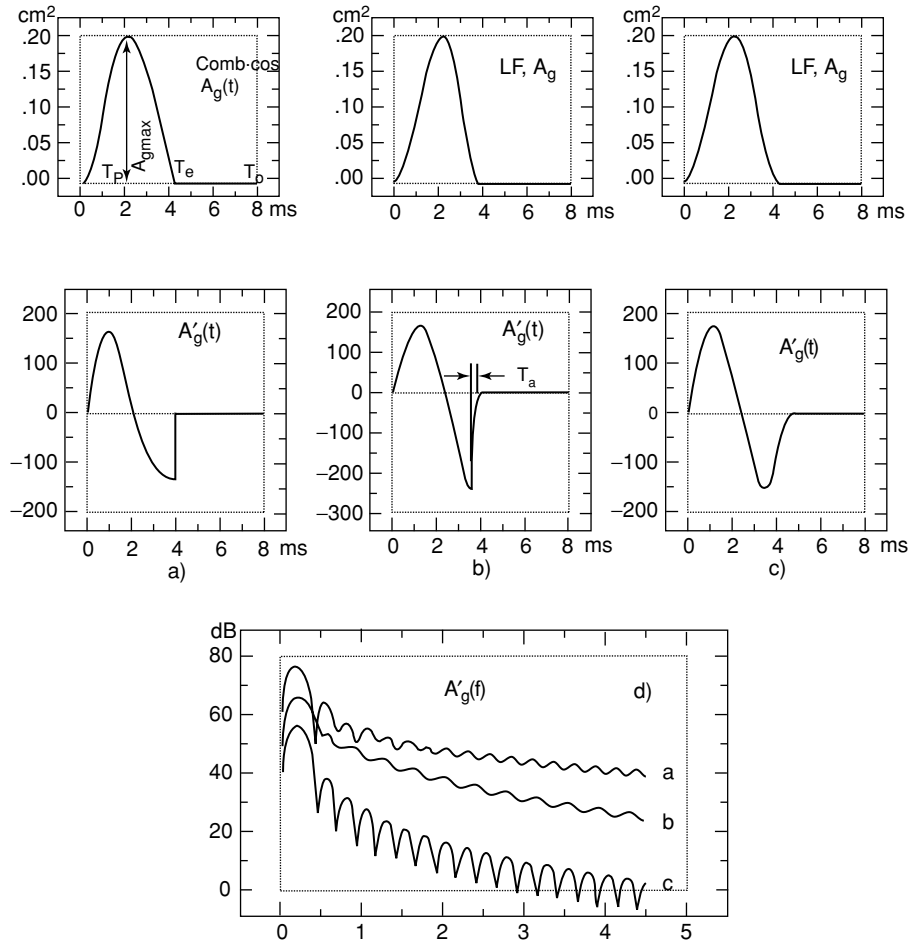 cm²
.20
.15
.10
.05
.00
Comb·cos
A_g(t)
A_gmax
T_P
T_e
T_o
0 2 4 6 8 ms
cm²
.20
.15
.10
.05
.00
LF, A_g
0 2 4 6 8 ms
cm²
.20
.15
.10
.05
.00
LF, A_g
0 2 4 6 8 ms
200
100
0
–100
–200
A′_g(t)
0 2 4 6 8 ms
a)
200
100
0
–100
–200
–300
A′_g(t)
T_a
0 2 4 6 8 ms
b)
200
100
0
–100
–200
A′_g(t)
0 2 4 6 8 ms
c)
dB
80
60
40
20
0
A′_g(f)
d)
a
b
c
0 1 2 3 4 5